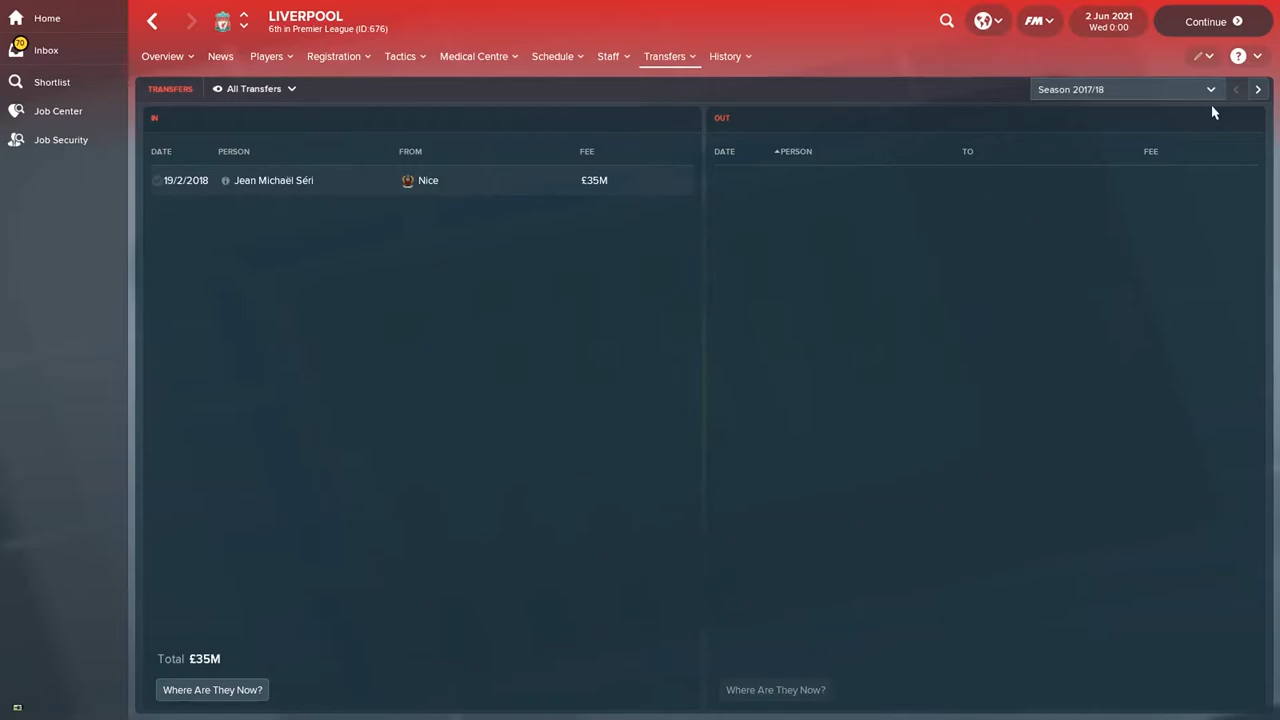 Home
LIVERPOOL
6th in Premier League (ID:676)
FM
2 Jun 2021
Wed 0:00
Continue
70
Inbox
Overview
News
Players
Registration
Tactics
Medical Centre
Schedule
Staff
Transfers
History
?
Shortlist
TRANSFERS
All Transfers
Season 2017/18
Job Center
Job Security
IN
OUT
DATE PERSON FROM FEE
DATE PERSON TO FEE
19/2/2018 Jean Michaël Séri Nice £35M
Total £35M
Where Are They Now?
Where Are They Now?